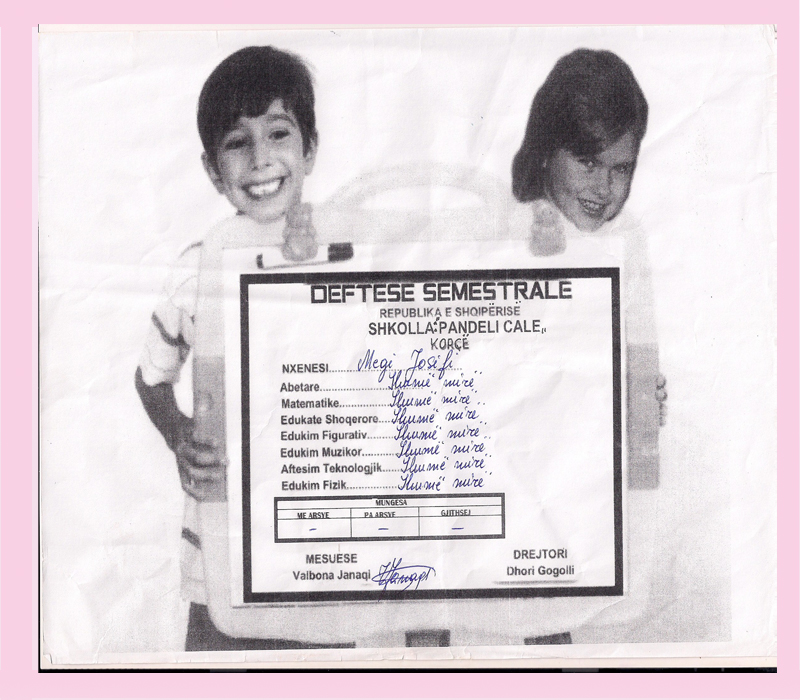 DEFTESE SEMESTRALE
REPUBLIKA E SHQIPËRISE
SHKOLLA"PANDELI CALE,,
KORÇË
NXENESI......Megi Josifi
Abetare......"Shumë mirë"
Matematike......"Shumë mirë"
Edukate Shoqerore...."Shumë mirë"
Edukim Figurativ......"Shumë mirë"
Edukim Muzikor......"Shumë mirë"
Aftesim Teknologjik...."Shumë mirë"
Edukim Fizik......"Shumë mirë"
MUNGESA
ME ARSYE PA ARSYE GJITHSEJ
– – –
MESUESE
Valbona Janaqi VJanaqi
DREJTORI
Dhori Gogolli